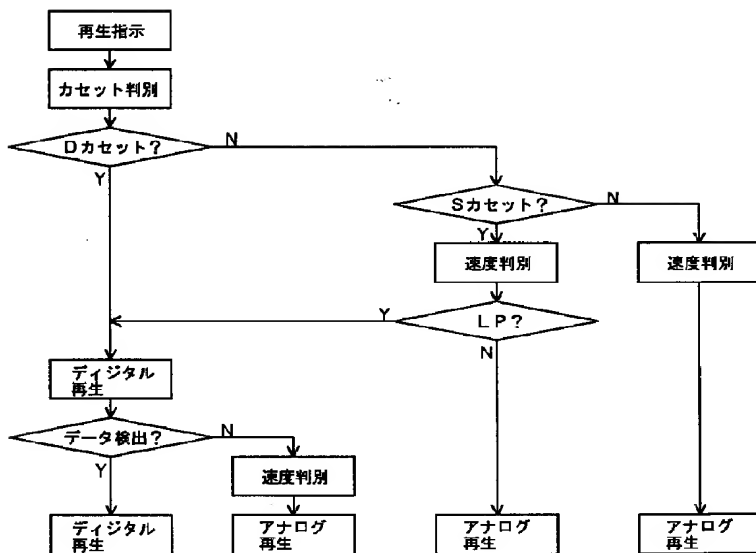 再生指示
カセット判別
Dカセット?
N
Y
Sカセット?
N
Y
速度判別
速度判別
LP?
Y
N
ディジタル
再生
データ検出?
N
Y
速度判別
ディジタル
再生
アナログ
再生
アナログ
再生
アナログ
再生